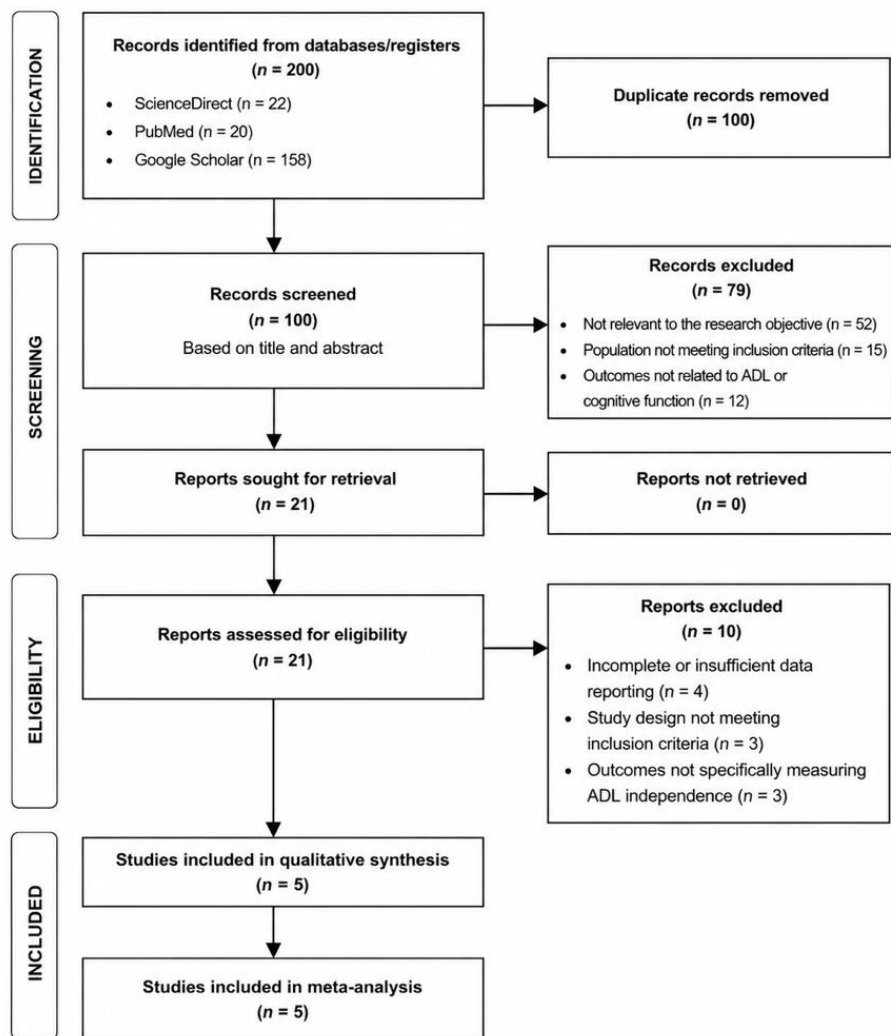 IDENTIFICATION
Records identified from databases/registers
(n = 200)
• ScienceDirect (n = 22)
• PubMed (n = 20)
• Google Scholar (n = 158)
Duplicate records removed
(n = 100)
SCREENING
Records screened
(n = 100)
Based on title and abstract
Records excluded
(n = 79)
• Not relevant to the research objective (n = 52)
• Population not meeting inclusion criteria (n = 15)
• Outcomes not related to ADL or
cognitive function (n = 12)
Reports sought for retrieval
(n = 21)
Reports not retrieved
(n = 0)
ELIGIBILITY
Reports assessed for eligibility
(n = 21)
Reports excluded
(n = 10)
• Incomplete or insufficient data
reporting (n = 4)
• Study design not meeting
inclusion criteria (n = 3)
• Outcomes not specifically measuring
ADL independence (n = 3)
INCLUDED
Studies included in qualitative synthesis
(n = 5)
Studies included in meta-analysis
(n = 5)